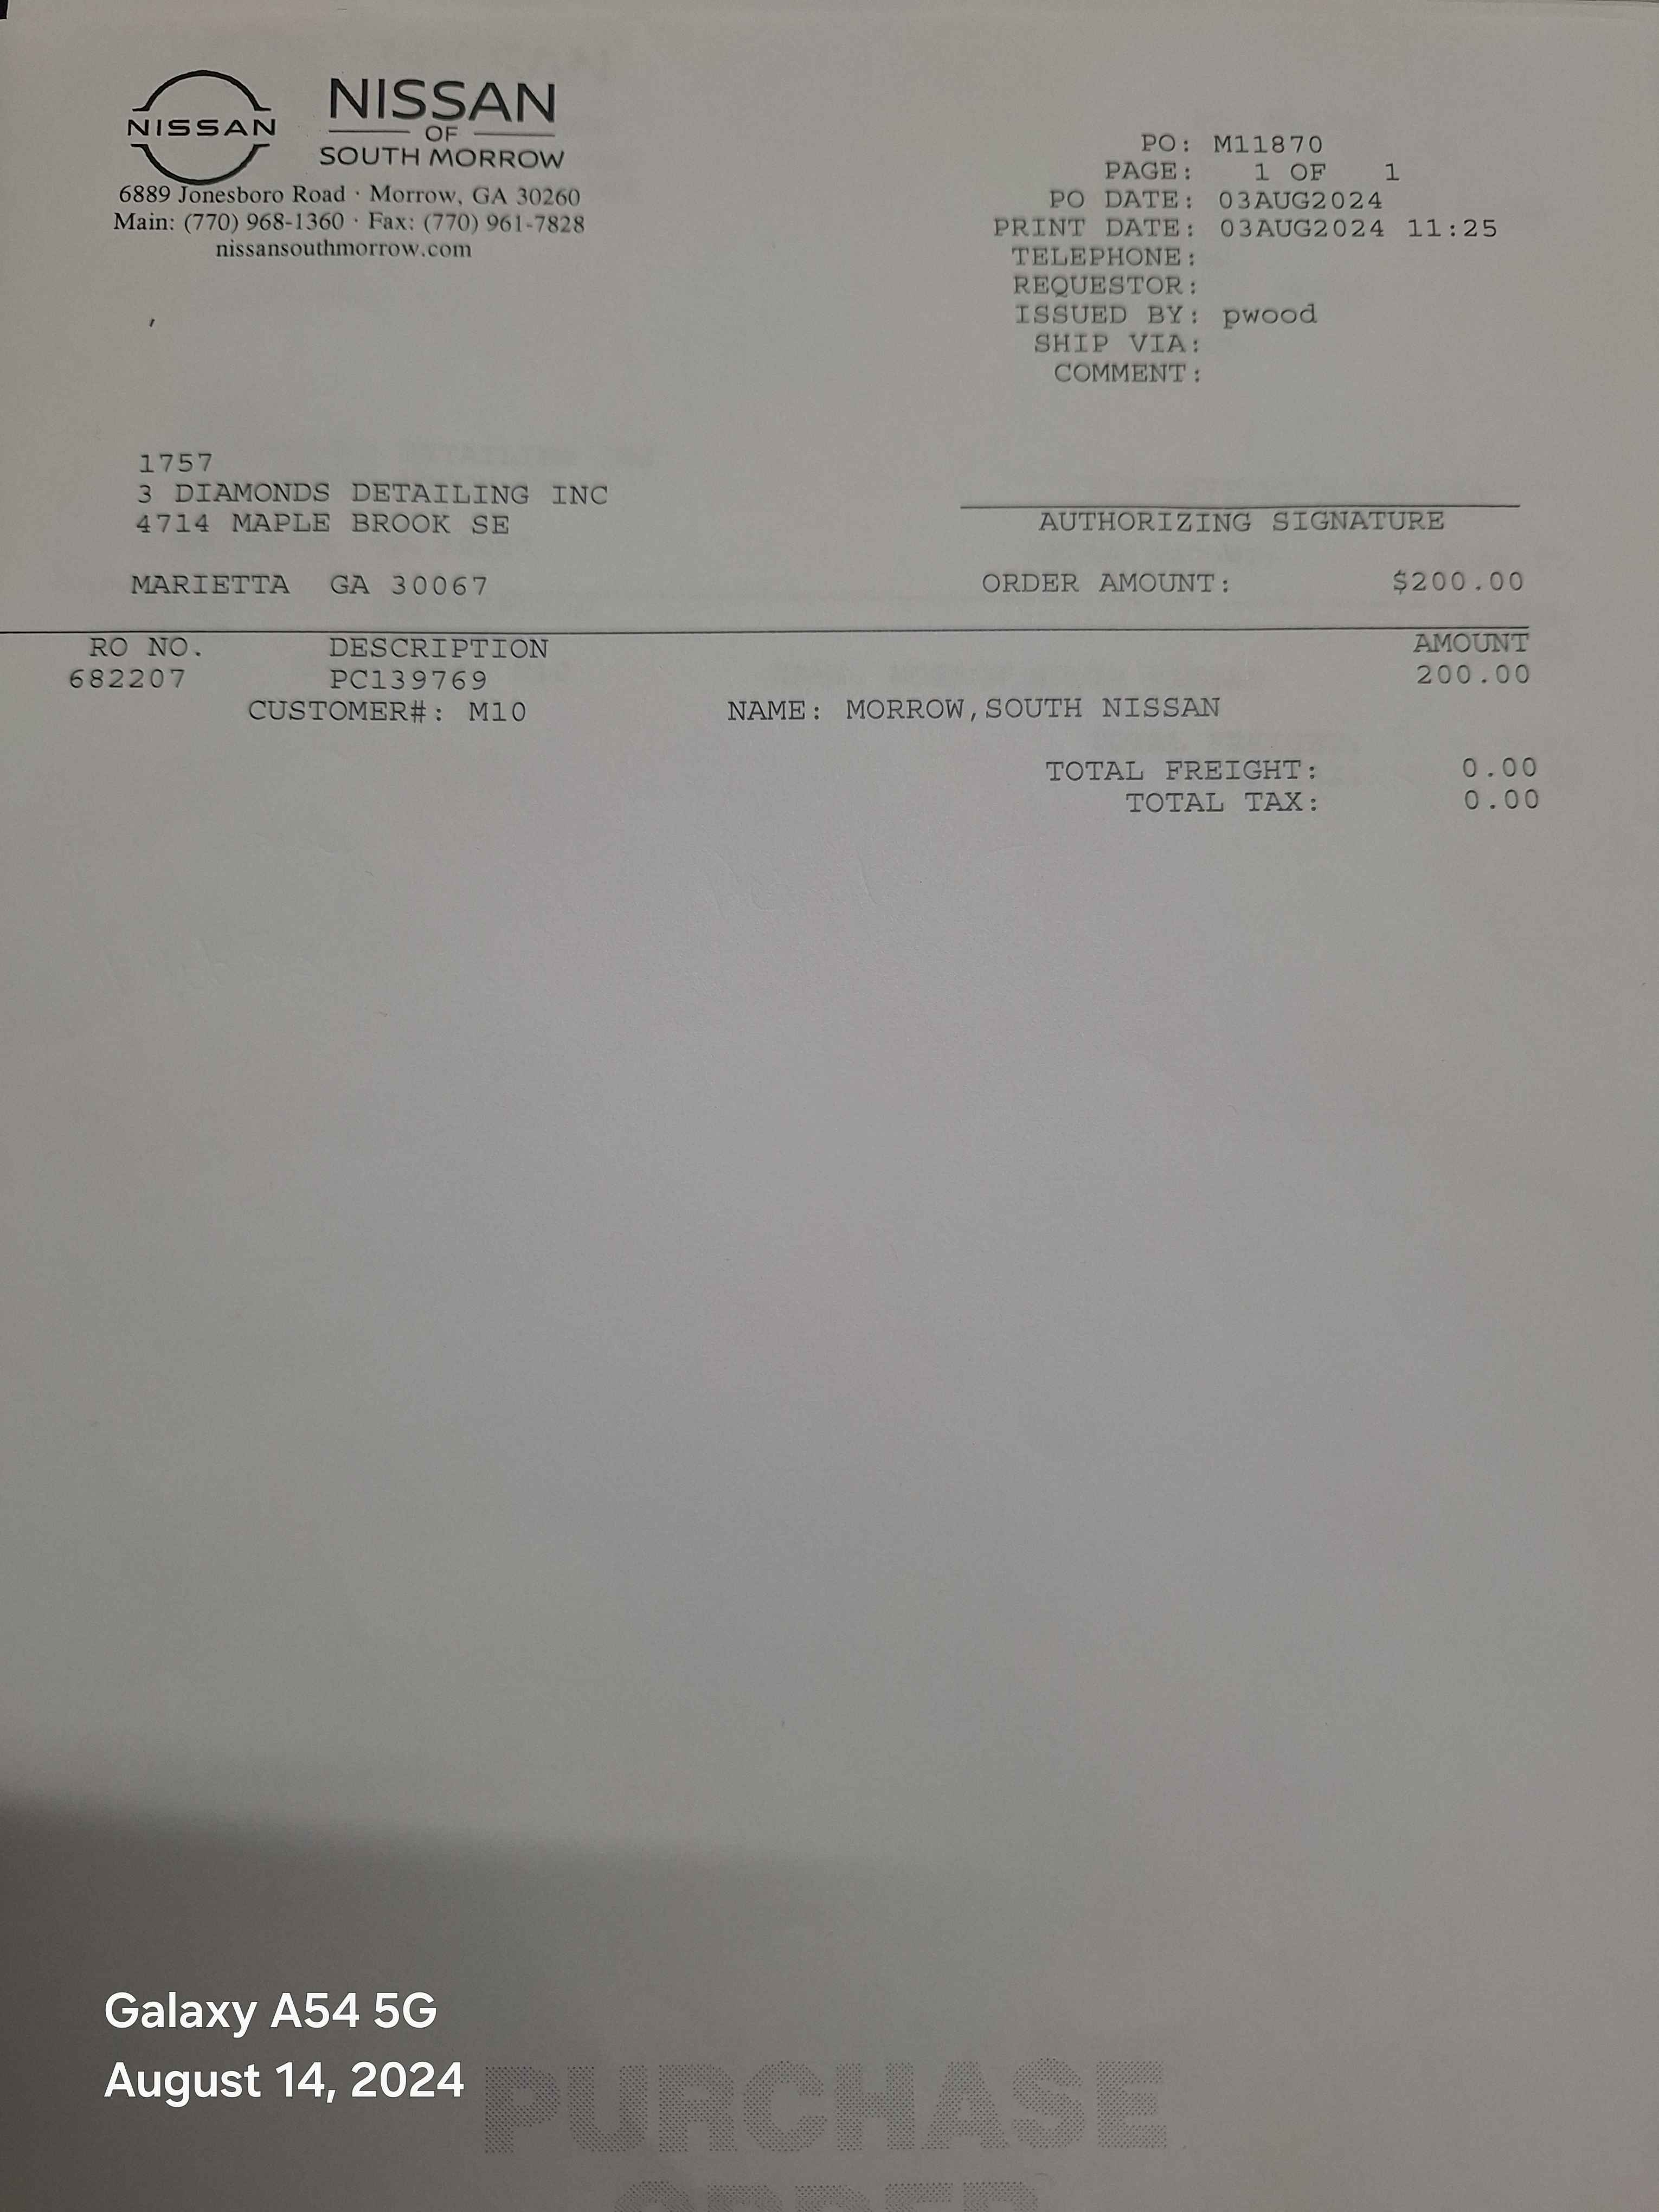 NISSAN
NISSAN
OF
SOUTH MORROW
6889 Jonesboro Road · Morrow, GA 30260
Main: (770) 968-1360 · Fax: (770) 961-7828
nissansouthmorrow.com
PO: M11870
PAGE: 1 OF 1
PO DATE: 03AUG2024
PRINT DATE: 03AUG2024 11:25
TELEPHONE:
REQUESTOR:
ISSUED BY: pwood
SHIP VIA:
COMMENT:
1757
3 DIAMONDS DETAILING INC
4714 MAPLE BROOK SE
MARIETTA GA 30067
AUTHORIZING SIGNATURE
ORDER AMOUNT: $200.00
RO NO. DESCRIPTION AMOUNT
682207 PC139769 200.00
CUSTOMER#: M10 NAME: MORROW,SOUTH NISSAN
TOTAL FREIGHT: 0.00
TOTAL TAX: 0.00
Galaxy A54 5G
August 14, 2024
PURCHASE
ORDER